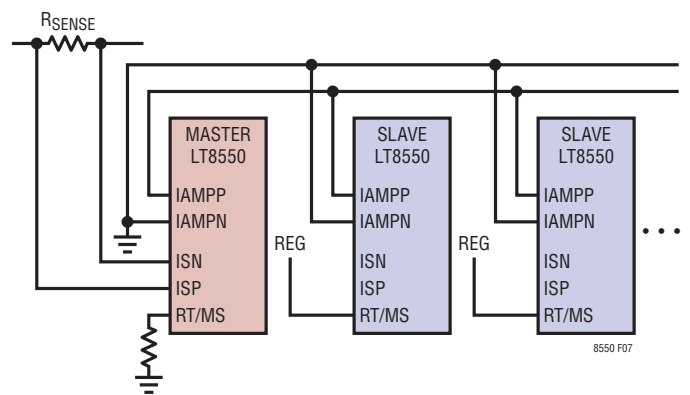 RSENSE
MASTER
LT8550
IAMPP
IAMPN
ISN
ISP
RT/MS
REG
SLAVE
LT8550
IAMPP
IAMPN
ISN
ISP
RT/MS
REG
SLAVE
LT8550
IAMPP
IAMPN
ISN
ISP
RT/MS
8550 F07